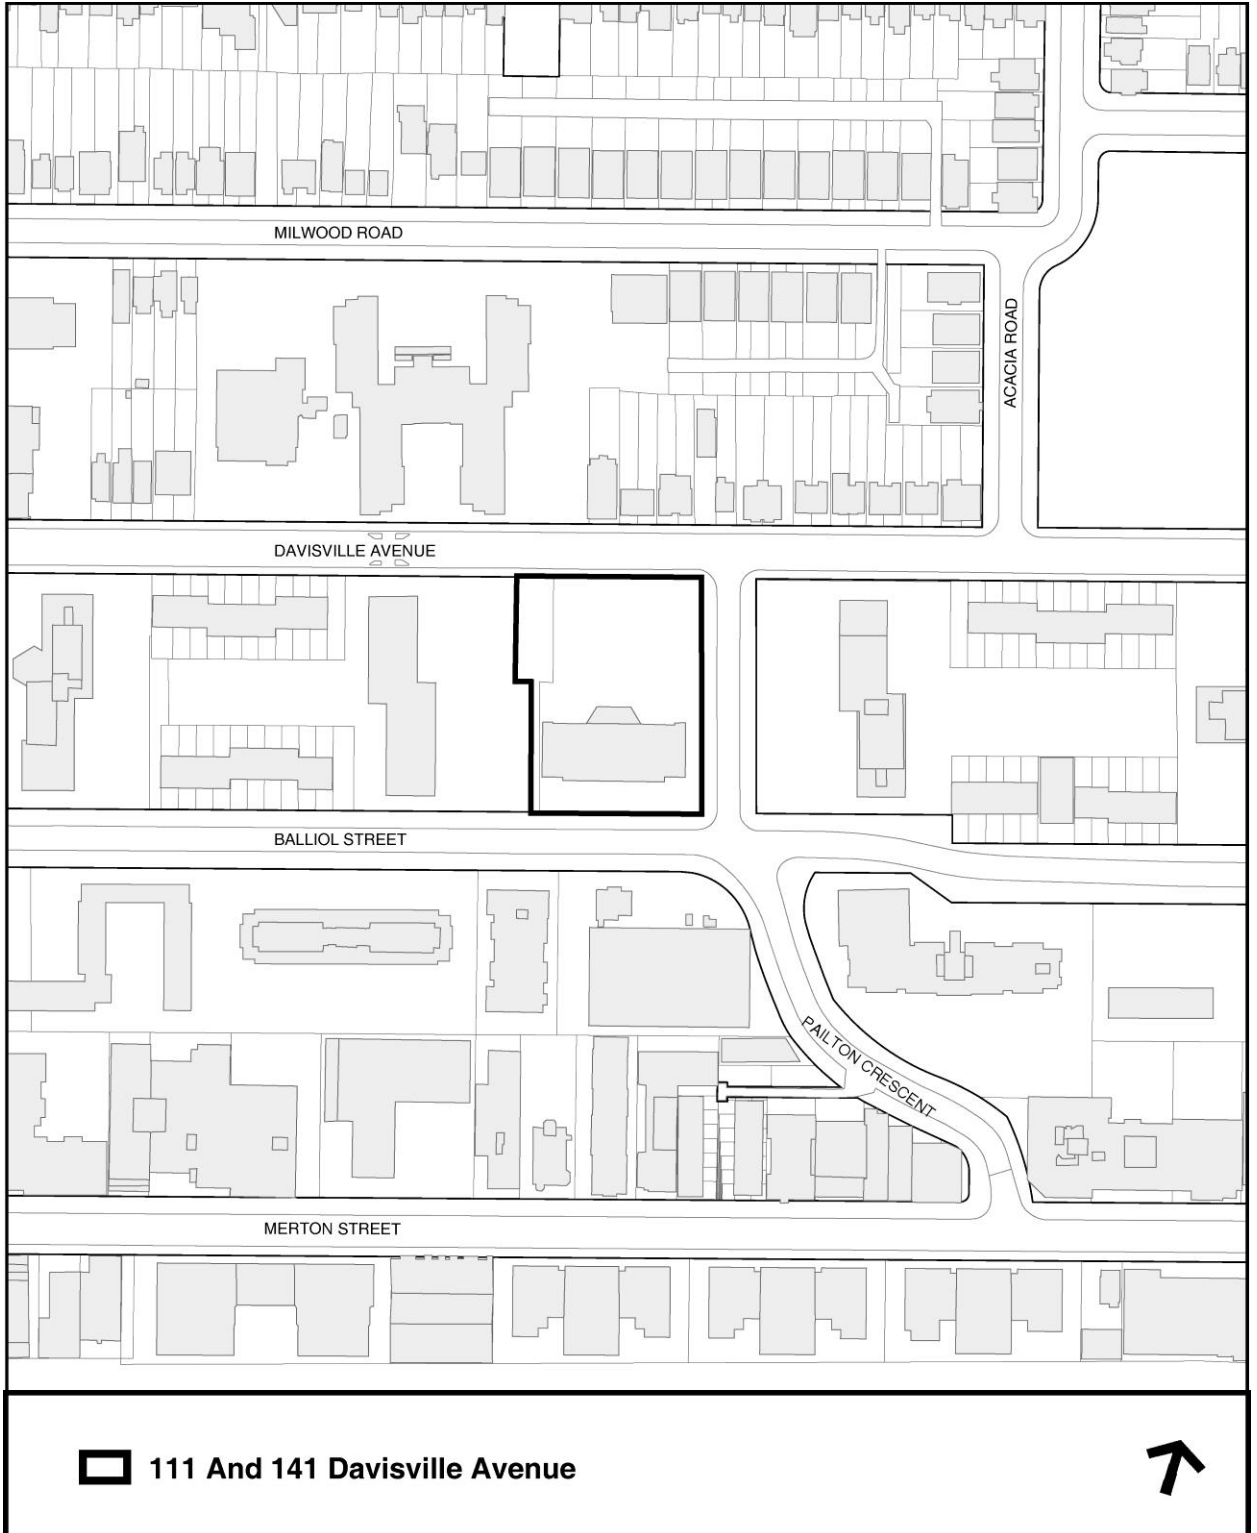 MILWOOD ROAD
ACACIA ROAD
DAVISVILLE AVENUE
BALLIOL STREET
PAILTON CRESCENT
MERTON STREET
111 And 141 Davisville Avenue